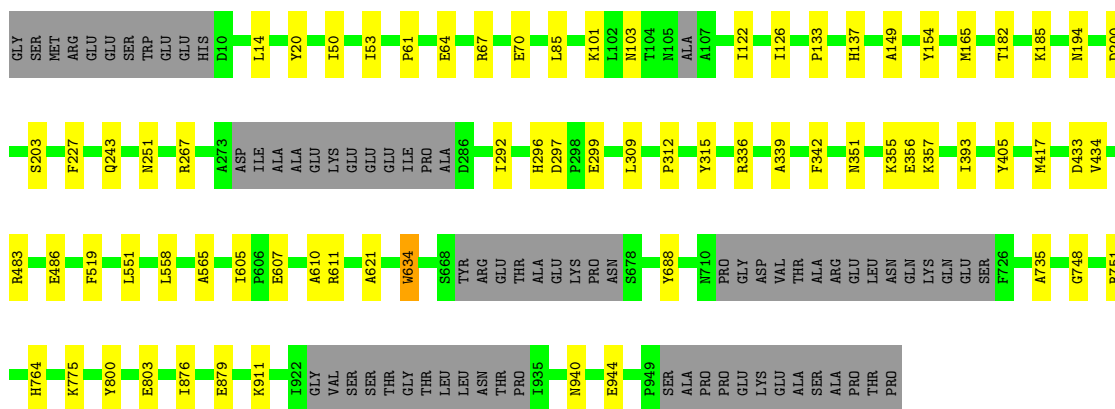 GLY SER MET ARG GLU GLU SER TRP GLU GLU HIS D10 L14 Y20 I50 I53 P61 E64 R67 E70 L85 K101 L102 N103 T104 N105 ALA A107 I122 I126 P133 H137 A149 Y154 M165 T182 K185 N194
S203 F227 Q243 N251 R267 A273 ASP ILE ALA ALA GLU LYS GLU GLU GLU ILE PRO ALA D286 I292 H296 D297 P298 E299 L309 P312 Y315 R336 A339 F342 N351 K355 E356 K357 I393 Y405 M417 D433 V434
R483 E486 F519 L551 L558 A565 I605 P606 E607 A610 R611 A621 W634 S668 TYR ARG GLU THR ALA GLU LYS PRO ASN S678 Y688 N710 PRO GLY ASP VAL THR ALA ARG GLU LEU ASN GLN LYS GLN GLU SER F726 A735 G748
H764 K775 Y800 E803 I876 E879 K911 I922 GLY VAL SER SER THR GLY THR LEU LEU ASN THR PRO I935 N940 E944 P949 SER ALA PRO PRO GLU LYS GLU ALA SER ALA PRO THR PRO